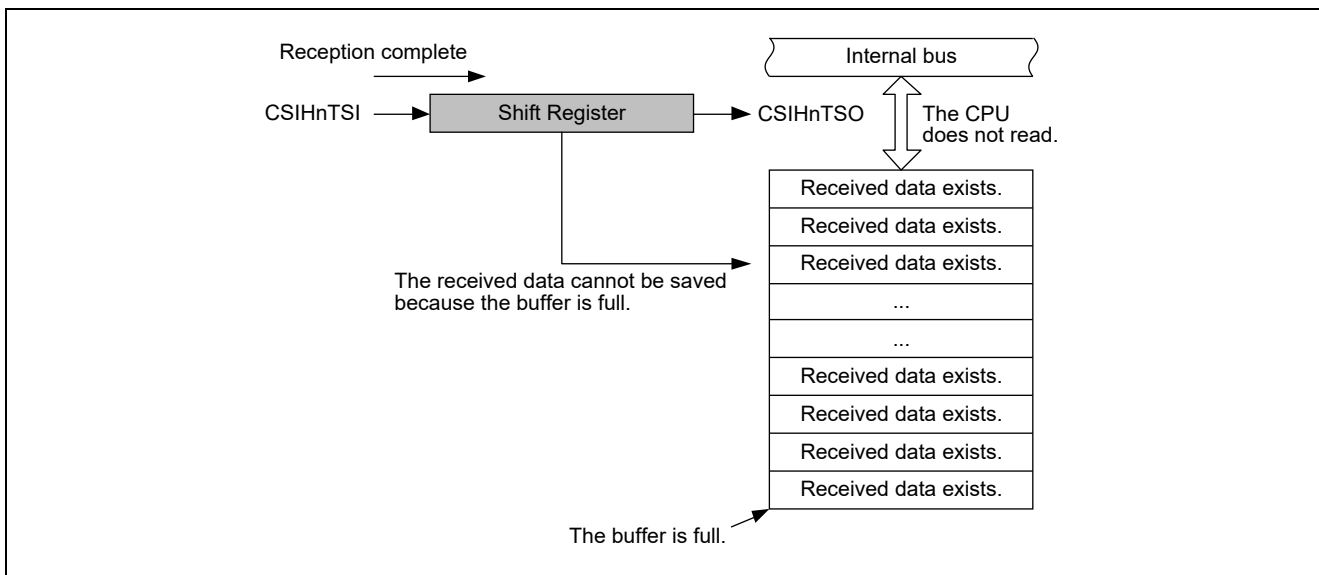 Reception complete
Internal bus
CSIHnTSI
Shift Register
CSIHnTSO
The CPU
does not read.
Received data exists.
Received data exists.
Received data exists.
The received data cannot be saved
because the buffer is full.
...
...
Received data exists.
Received data exists.
Received data exists.
Received data exists.
The buffer is full.